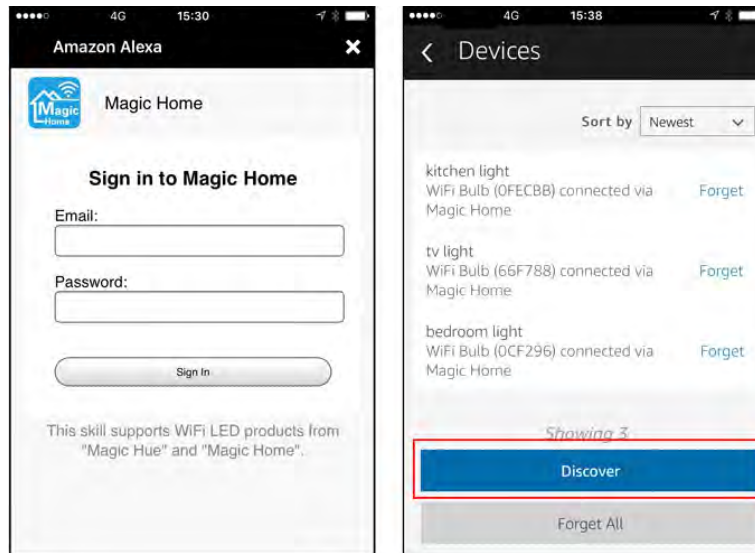 4G 15:30
Amazon Alexa ×
Magic Home
Magic Home
Sign in to Magic Home
Email:
Password:
Sign In
This skill supports WiFi LED products from
"Magic Hue" and "Magic Home".
4G 15:38
Devices
Sort by Newest
kitchen light
WiFi Bulb (0FECBB) connected via
Magic Home
Forget
tv light
WiFi Bulb (66F788) connected via
Magic Home
Forget
bedroom light
WiFi Bulb (0CF296) connected via
Magic Home
Forget
Showing 3
Discover
Forget All